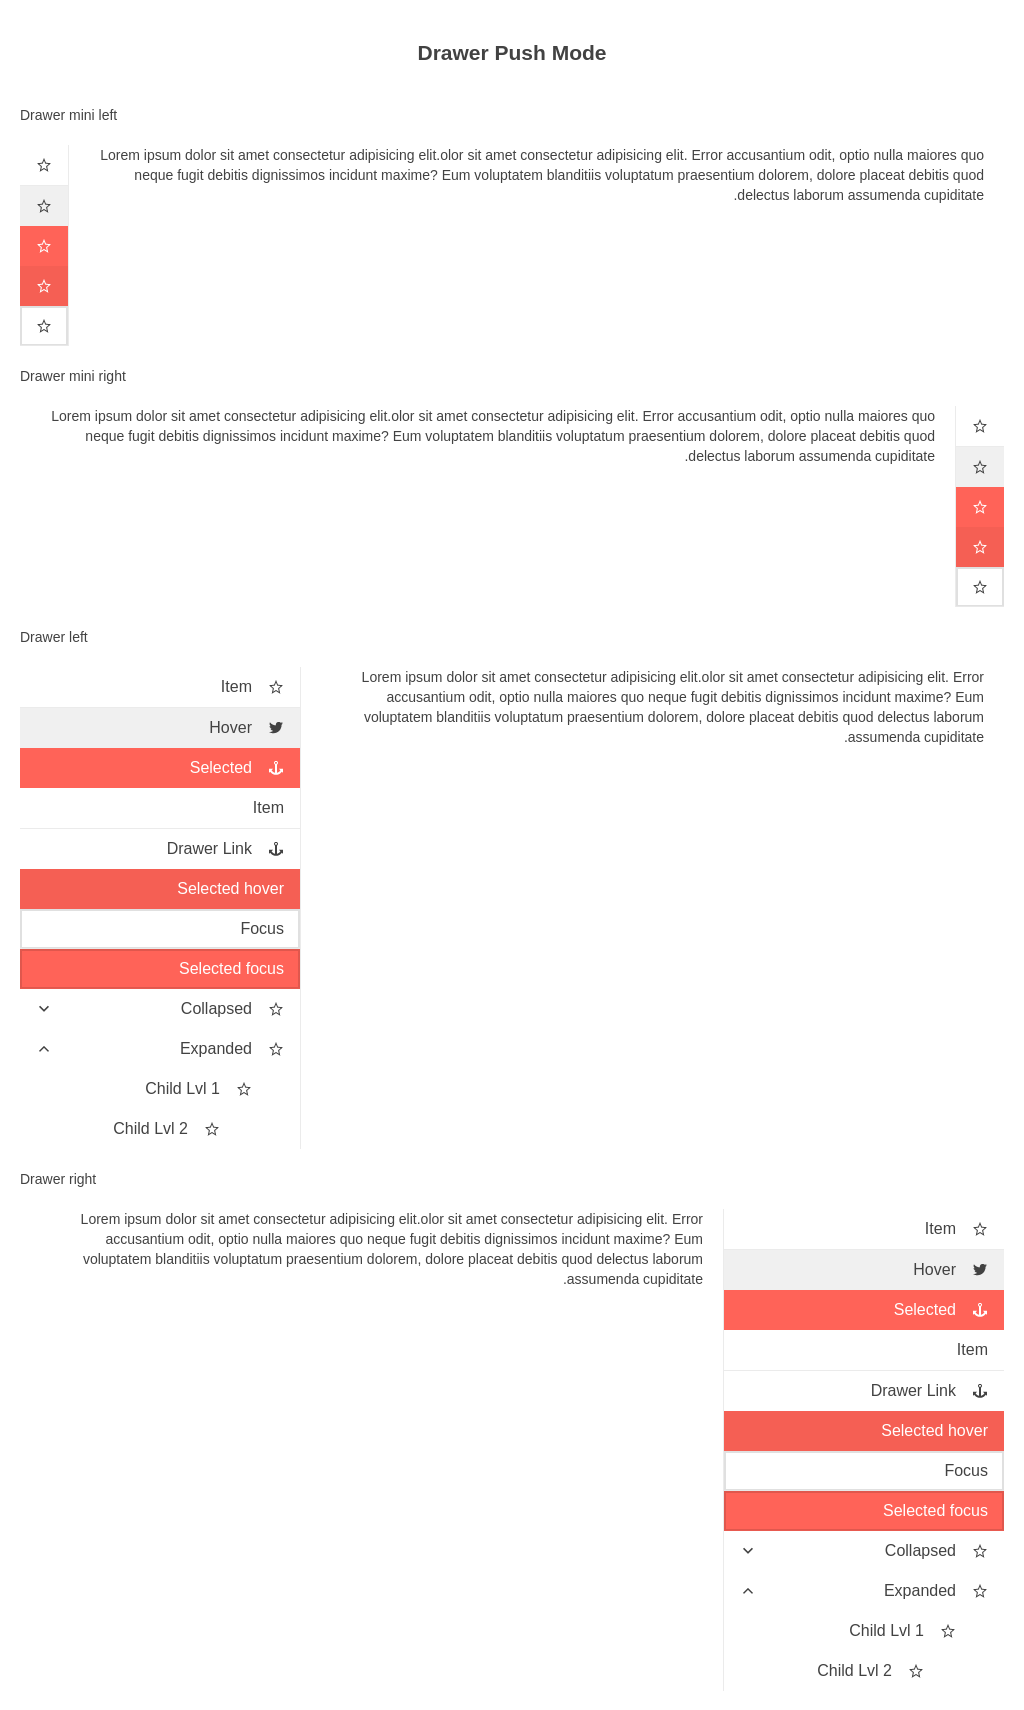 Drawer Push Mode
Drawer mini left
Lorem ipsum dolor sit amet consectetur adipisicing elit.olor sit amet consectetur adipisicing elit. Error accusantium odit, optio nulla maiores quo
neque fugit debitis dignissimos incidunt maxime? Eum voluptatem blanditiis voluptatum praesentium dolorem, dolore placeat debitis quod
.delectus laborum assumenda cupiditate
Drawer mini right
Lorem ipsum dolor sit amet consectetur adipisicing elit.olor sit amet consectetur adipisicing elit. Error accusantium odit, optio nulla maiores quo
neque fugit debitis dignissimos incidunt maxime? Eum voluptatem blanditiis voluptatum praesentium dolorem, dolore placeat debitis quod
.delectus laborum assumenda cupiditate
Drawer left
Item
Hover
Selected
Item
Drawer Link
Selected hover
Focus
Selected focus
Collapsed
Expanded
Child Lvl 1
Child Lvl 2
Lorem ipsum dolor sit amet consectetur adipisicing elit.olor sit amet consectetur adipisicing elit. Error
accusantium odit, optio nulla maiores quo neque fugit debitis dignissimos incidunt maxime? Eum
voluptatem blanditiis voluptatum praesentium dolorem, dolore placeat debitis quod delectus laborum
.assumenda cupiditate
Drawer right
Lorem ipsum dolor sit amet consectetur adipisicing elit.olor sit amet consectetur adipisicing elit. Error
accusantium odit, optio nulla maiores quo neque fugit debitis dignissimos incidunt maxime? Eum
voluptatem blanditiis voluptatum praesentium dolorem, dolore placeat debitis quod delectus laborum
.assumenda cupiditate
Item
Hover
Selected
Item
Drawer Link
Selected hover
Focus
Selected focus
Collapsed
Expanded
Child Lvl 1
Child Lvl 2